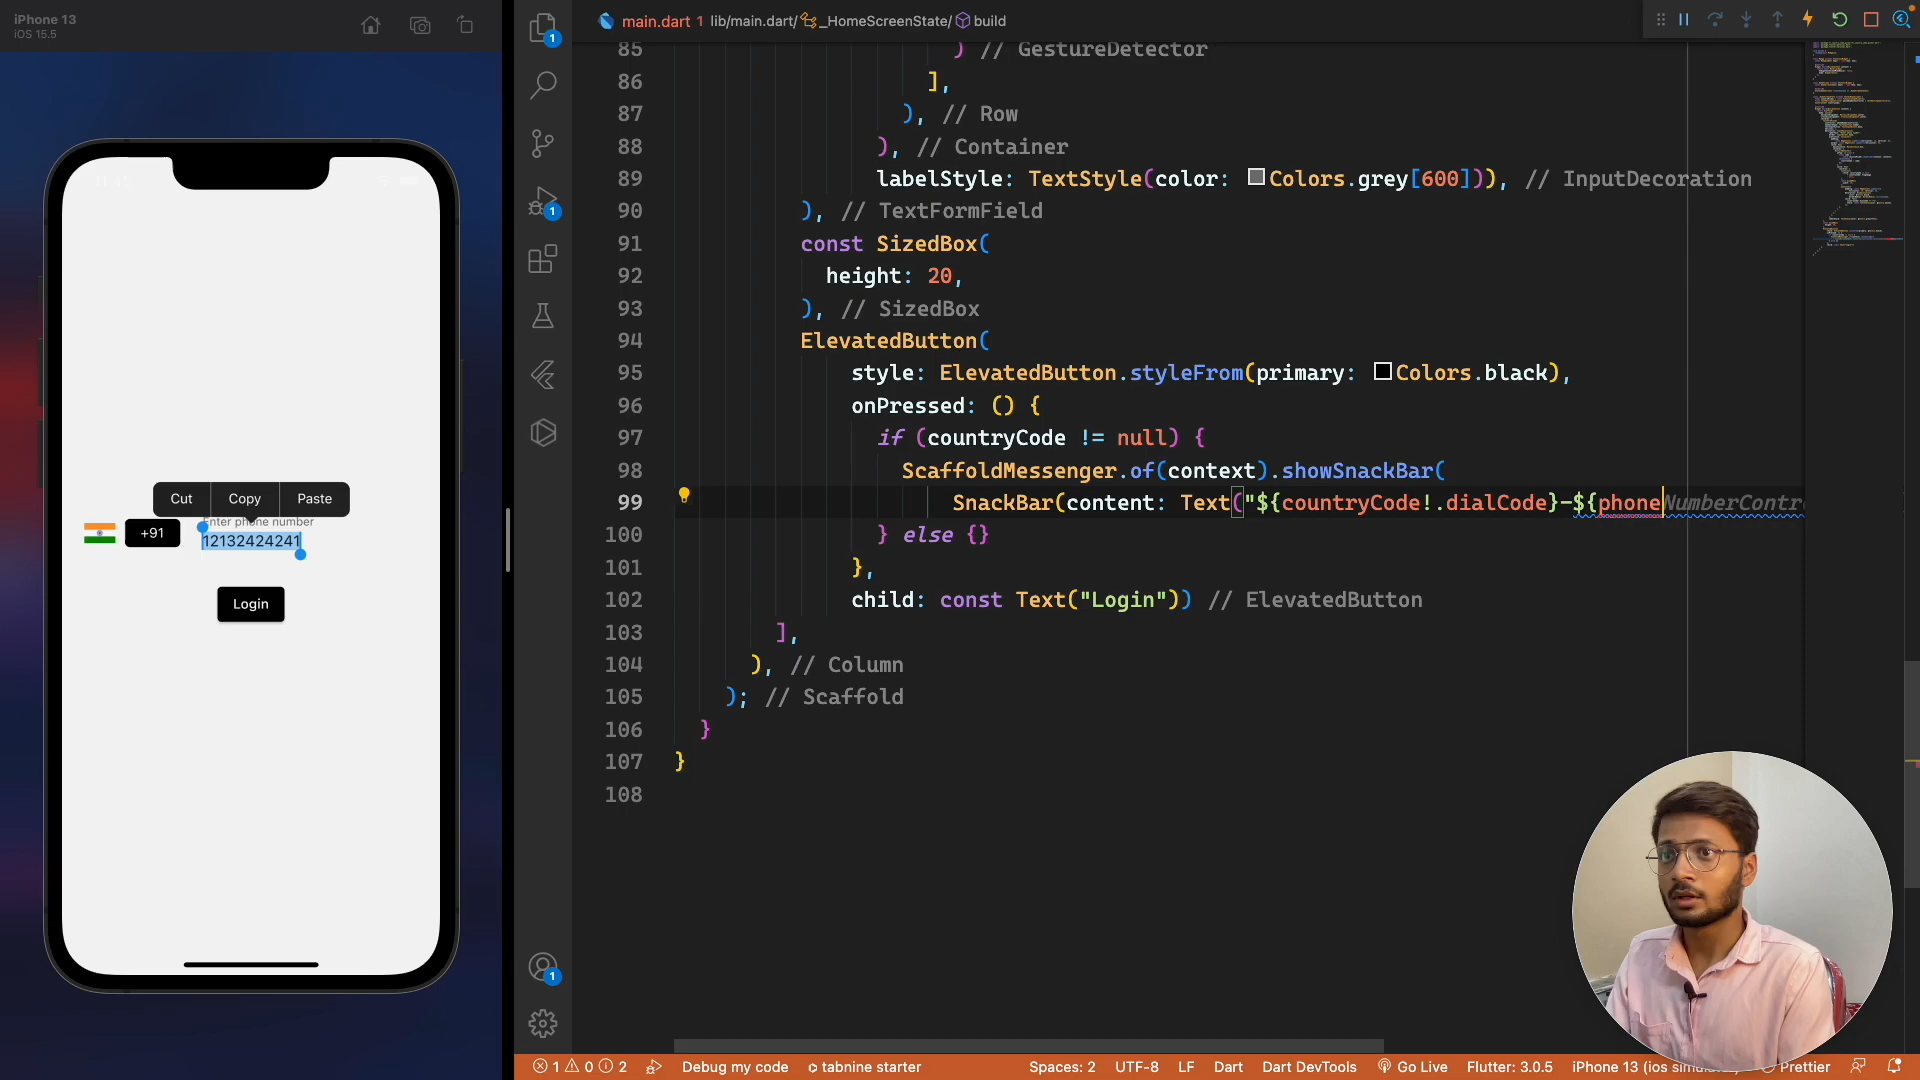 iPhone 13
iOS 15.5
Cut
Copy
Paste
Enter phone number
+91
12132424241
Login
1
1
1
main.dart 1 lib/main.dart/ _HomeScreenState/ build
85 ) // GestureDetector
86 ],
87 ), // Row
88 ), // Container
89 labelStyle: TextStyle(color: Colors.grey[600])), // InputDecoration
90 ), // TextFormField
91 const SizedBox(
92 height: 20,
93 ), // SizedBox
94 ElevatedButton(
95 style: ElevatedButton.styleFrom(primary: Colors.black),
96 onPressed: () {
97 if (countryCode != null) {
98 ScaffoldMessenger.of(context).showSnackBar(
99 SnackBar(content: Text("${countryCode!.dialCode}-${phoneNumberContr
100 } else {}
101 },
102 child: const Text("Login")) // ElevatedButton
103 ],
104 ), // Column
105 ); // Scaffold
106 }
107 }
108
1 0 2 Debug my code tabnine starter Spaces: 2 UTF-8 LF Dart Dart DevTools Go Live Flutter: 3.0.5 iPhone 13 (ios Prettier